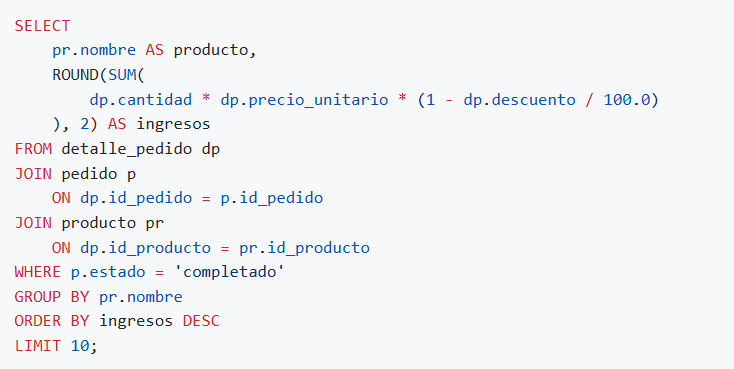 SELECT
    pr.nombre AS producto,
    ROUND(SUM(
        dp.cantidad * dp.precio_unitario * (1 - dp.descuento / 100.0)
    ), 2) AS ingresos
FROM detalle_pedido dp
JOIN pedido p
    ON dp.id_pedido = p.id_pedido
JOIN producto pr
    ON dp.id_producto = pr.id_producto
WHERE p.estado = 'completado'
GROUP BY pr.nombre
ORDER BY ingresos DESC
LIMIT 10;